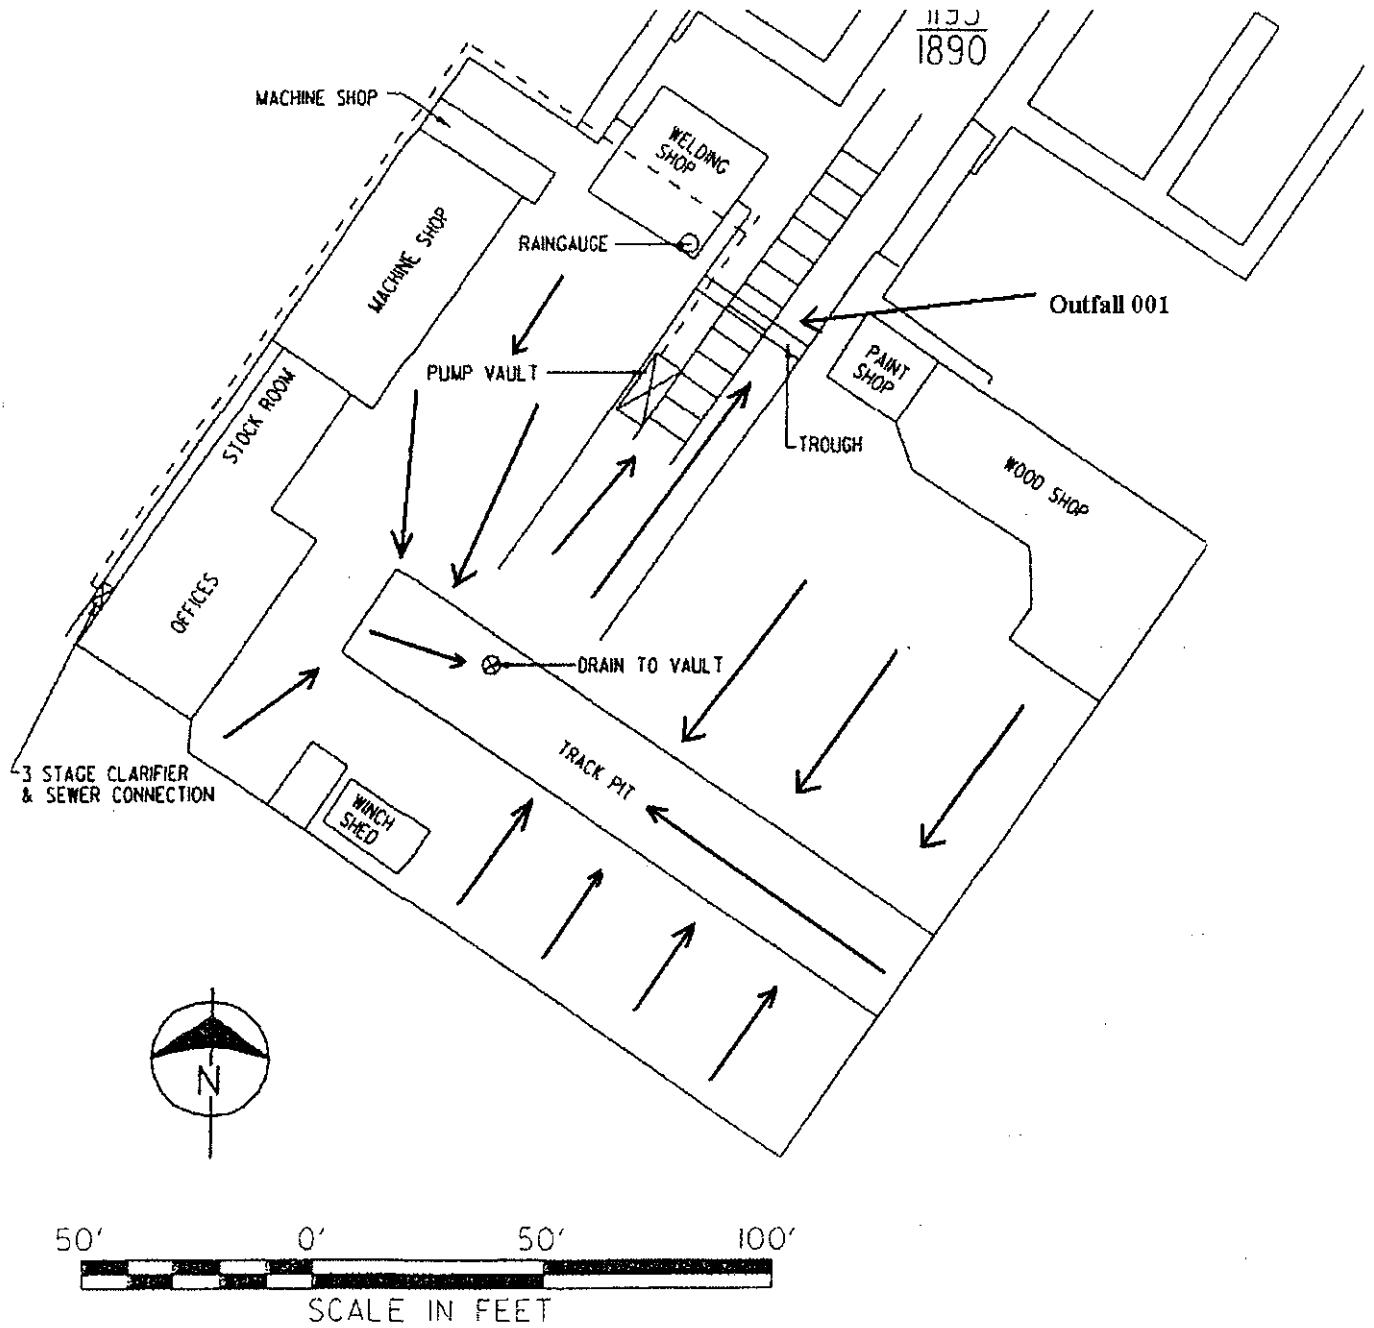 1890
MACHINE SHOP
WELDING
SHOP
MACHINE SHOP
RAINGAUGE
Outfall 001
PUMP VAULT
PAINT
SHOP
STOCK ROOM
TROUGH
WOOD SHOP
OFFICES
DRAIN TO VAULT
TRACK PIT
3 STAGE CLARIFIER
& SEWER CONNECTION
WINCH
SHED
N
50' 0' 50' 100'
SCALE IN FEET